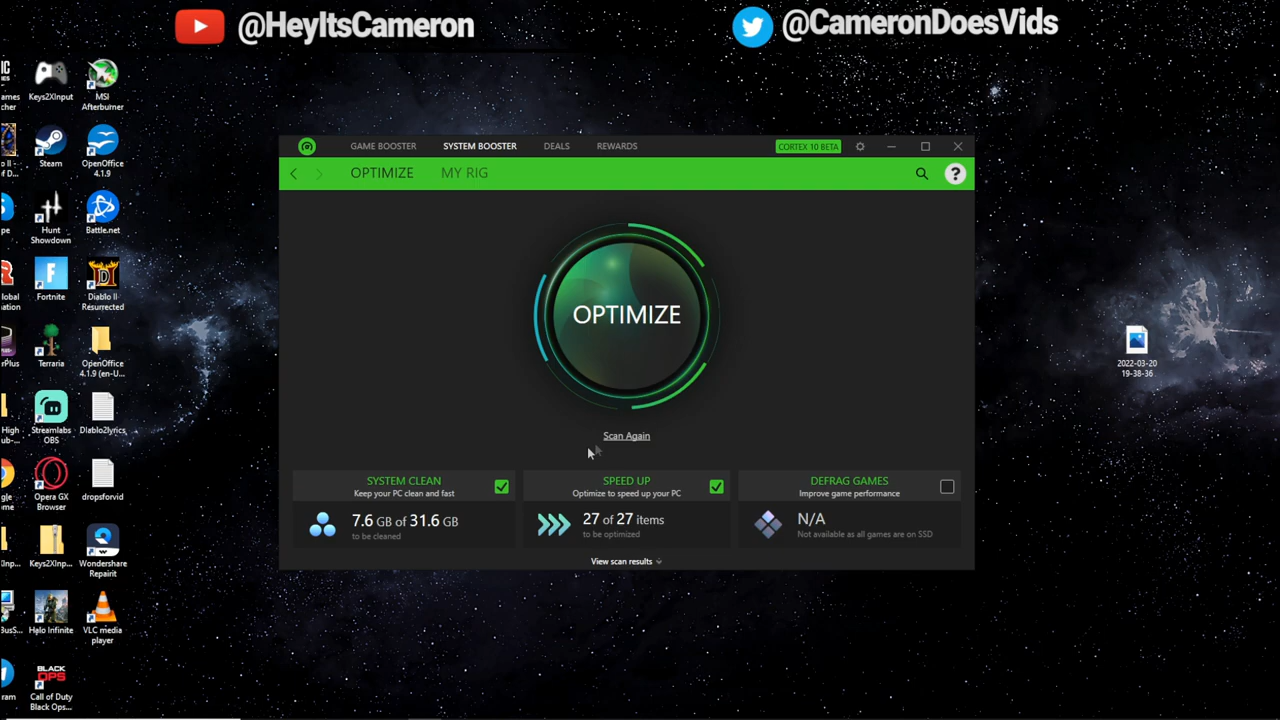 @HeyItsCameron
@CameronDoesVids
GAME BOOSTER
SYSTEM BOOSTER
DEALS
REWARDS
CORTEX 10 BETA
OPTIMIZE
MY RIG
?
OPTIMIZE
Scan Again
SYSTEM CLEAN
Keep your PC clean and fast
7.6 GB of 31.6 GB
to be cleaned
SPEED UP
Optimize to speed up your PC
27 of 27 items
to be optimized
DEFRAG GAMES
Improve game performance
N/A
Not available as all games are on SSD
View scan results
Keys2XInput
MSI
Afterburner
Steam
OpenOffice
4.1.9
Hunt
Showdown
Battle.net
Fortnite
Diablo II
Resurrected
Terraria
OpenOffice
4.1.9 (en-U...
Streamlabs
OBS
Diablo2lyrics
Opera GX
dropsforvid
Keys2XInp...
Wondershare
Repairit
Halo Infinite
VLC media
player
BLACK
OPS
Call of Duty
Black Ops...
2022-03-20
19-38-36